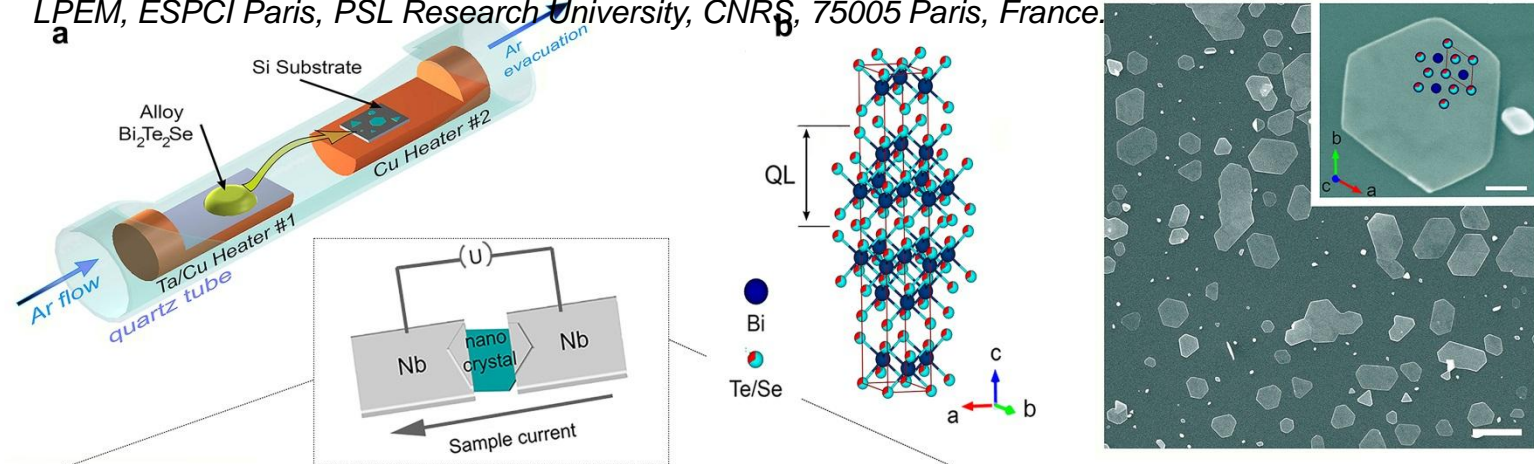 LPEM, ESPCI Paris, PSL Research University, CNRS, 75005 Paris, France.
a
Ar
evacuation
Si Substrate
Alloy
Bi₂Te₂Se
Cu Heater #2
Ta/Cu Heater #1
Ar flow
quartz tube
U
Nb
nano
crystal
Nb
Sample current
b
QL
Bi
Te/Se
c
a
b
b
c
a